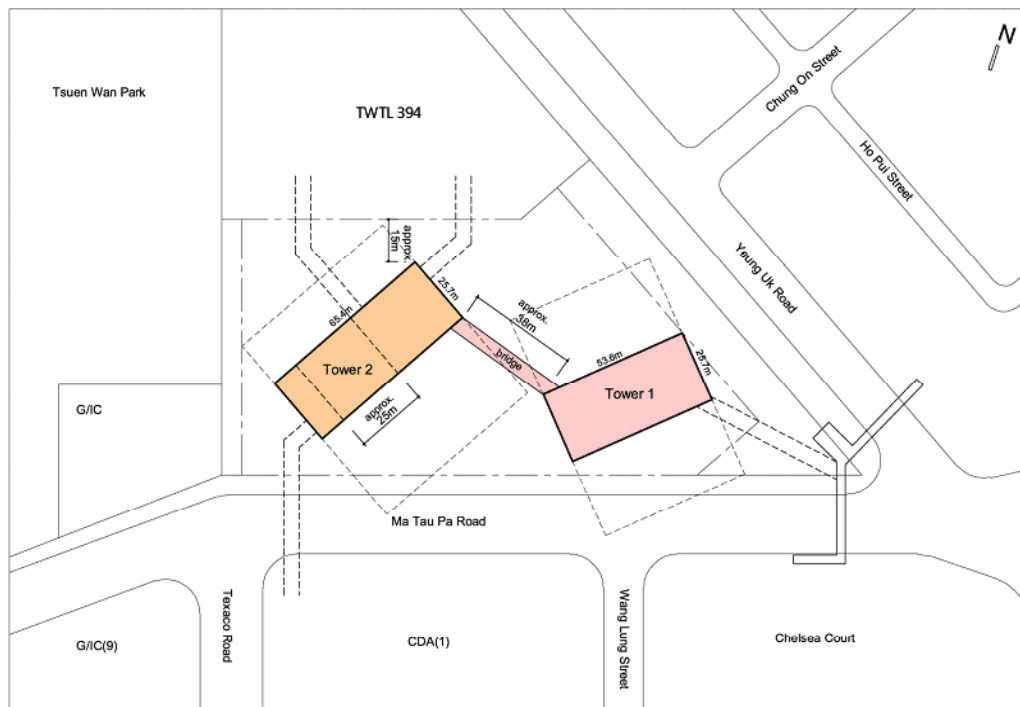 N
Tsuen Wan Park
TWTL 394
Chung On Street
Ho Pui Street
approx.
15m
Yeung Uk Road
25.7m
65.4m
approx.
38m
bridge
53.6m
25.7m
Tower 2
Tower 1
approx.
25m
G/IC
Ma Tau Pa Road
Texaco Road
Wang Lung Street
G/IC(9)
CDA(1)
Chelsea Court